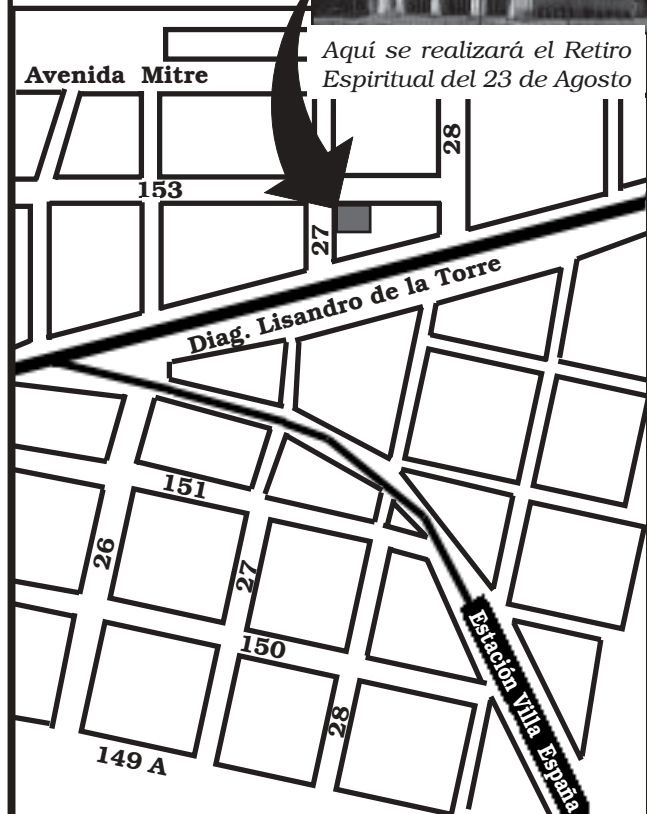 Aquí se realizará el Retiro
Espiritual del 23 de Agosto
Avenida Mitre
28
153
27
Diag. Lisandro de la Torre
151
26
27
150
Estación Villa España
28
149 A